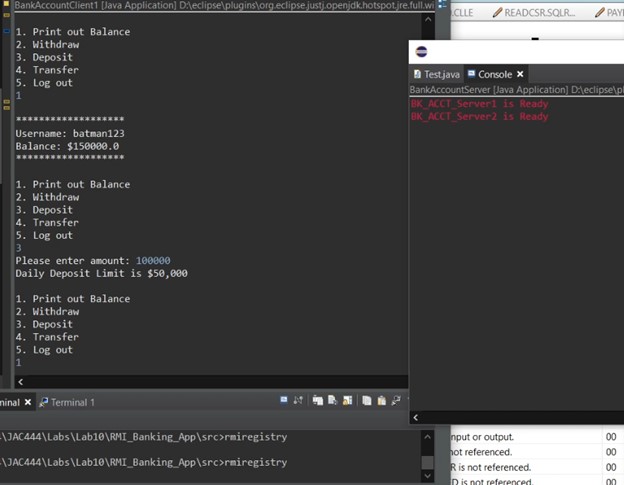 BankAccountClient1 [Java Application] D:\eclipse\plugins\org.eclipse.justj.openjdk.hotspot.jre.full.wi
1. Print out Balance
2. Withdraw
3. Deposit
4. Transfer
5. Log out
1
*******************
Username: batman123
Balance: $150000.0
*******************
1. Print out Balance
2. Withdraw
3. Deposit
4. Transfer
5. Log out
3
Please enter amount: 100000
Daily Deposit Limit is $50,000
1. Print out Balance
2. Withdraw
3. Deposit
4. Transfer
5. Log out
1
minal Terminal 1
\JAC444\Labs\Lab10\RMI_Banking_App\src>rmiregistry
\JAC444\Labs\Lab10\RMI_Banking_App\src>rmiregistry
.CLLE READCSR.SQLR... PAY
Test.java Console
BankAccountServer [Java Application] D:\eclipse\pl
BK_ACCT_Server1 is Ready
BK_ACCT_Server2 is Ready
nput or output. 00
not referenced. 00
R is not referenced. 00
D is not referenced. 00